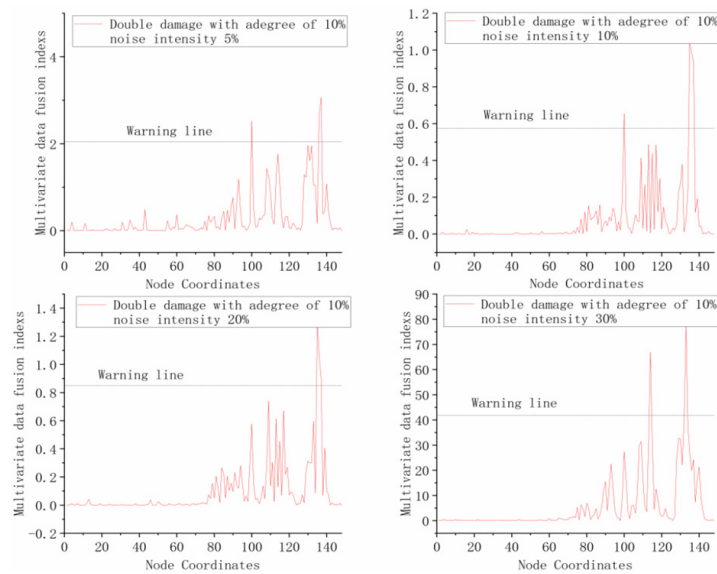 Double damage with adegree of 10%
noise intensity 5%
Warning line
Multivariate data fusion indexs
4
2
0
0 20 40 60 80 100 120 140
Node Coordinates
Double damage with adegree of 10%
noise intensity 10%
Warning line
Multivariate data fusion indexs
1.2
1.0
0.8
0.6
0.4
0.2
0.0
0 20 40 60 80 100 120 140
Node Coordinates
Double damage with adegree of 10%
noise intensity 20%
Warning line
Multivariate data fusion indexs
1.4
1.2
1.0
0.8
0.6
0.4
0.2
0.0
-0.2
0 20 40 60 80 100 120 140
Node Coordinates
Double damage with adegree of 10%
noise intensity 30%
Warning line
Multivariate data fusion indexs
90
80
70
60
50
40
30
20
10
0
0 20 40 60 80 100 120 140
Node Coordinates